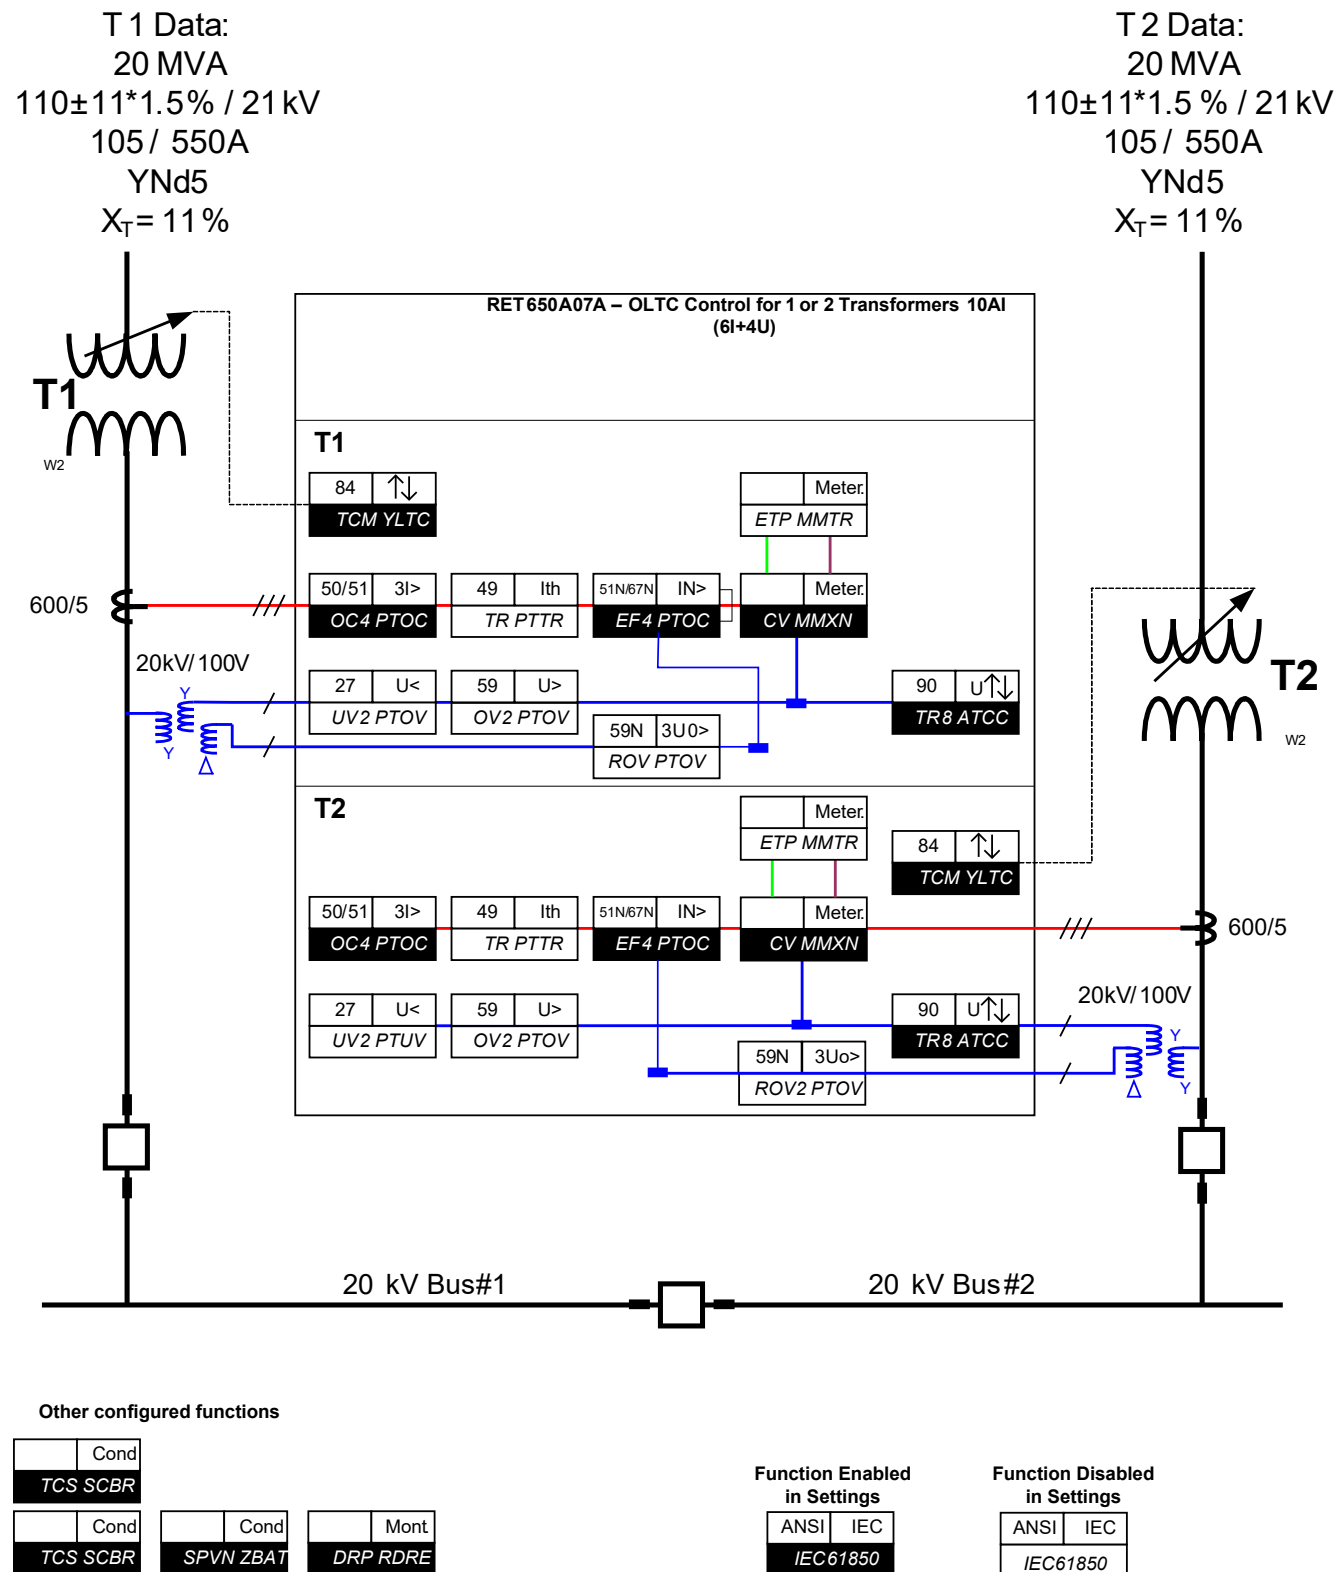 T 1 Data:
20 MVA
110±11*1.5% / 21kV
105 / 550A
YNd5
X_T = 11%
T 2 Data:
20 MVA
110±11*1.5 % / 21kV
105 / 550A
YNd5
X_T = 11%
RET650A07A – OLTC Control for 1 or 2 Transformers 10AI
(6I+4U)
T1
W2
T1
84 ↑↓
TCM YLTC
Meter.
ETP MMTR
600/5
50/51 3I>
OC4 PTOC
49 Ith
TR PTTR
51N/67N IN>
EF4 PTOC
Meter.
CV MMXN
20kV/100V
Y
Y
Δ
27 U<
UV2 PTOV
59 U>
OV2 PTOV
59N 3U0>
ROV PTOV
90 U↑↓
TR8 ATCC
T2
W2
T2
Meter.
ETP MMTR
84 ↑↓
TCM YLTC
50/51 3I>
OC4 PTOC
49 Ith
TR PTTR
51N/67N IN>
EF4 PTOC
Meter.
CV MMXN
600/5
27 U<
UV2 PTUV
59 U>
OV2 PTOV
90 U↑↓
TR8 ATCC
59N 3Uo>
ROV2 PTOV
20kV/100V
Y
Δ
Y
20 kV Bus#1
20 kV Bus#2
Other configured functions
Cond
TCS SCBR
Cond
TCS SCBR
Cond
SPVN ZBAT
Mont
DRP RDRE
Function Enabled
in Settings
ANSI IEC
IEC61850
Function Disabled
in Settings
ANSI IEC
IEC61850